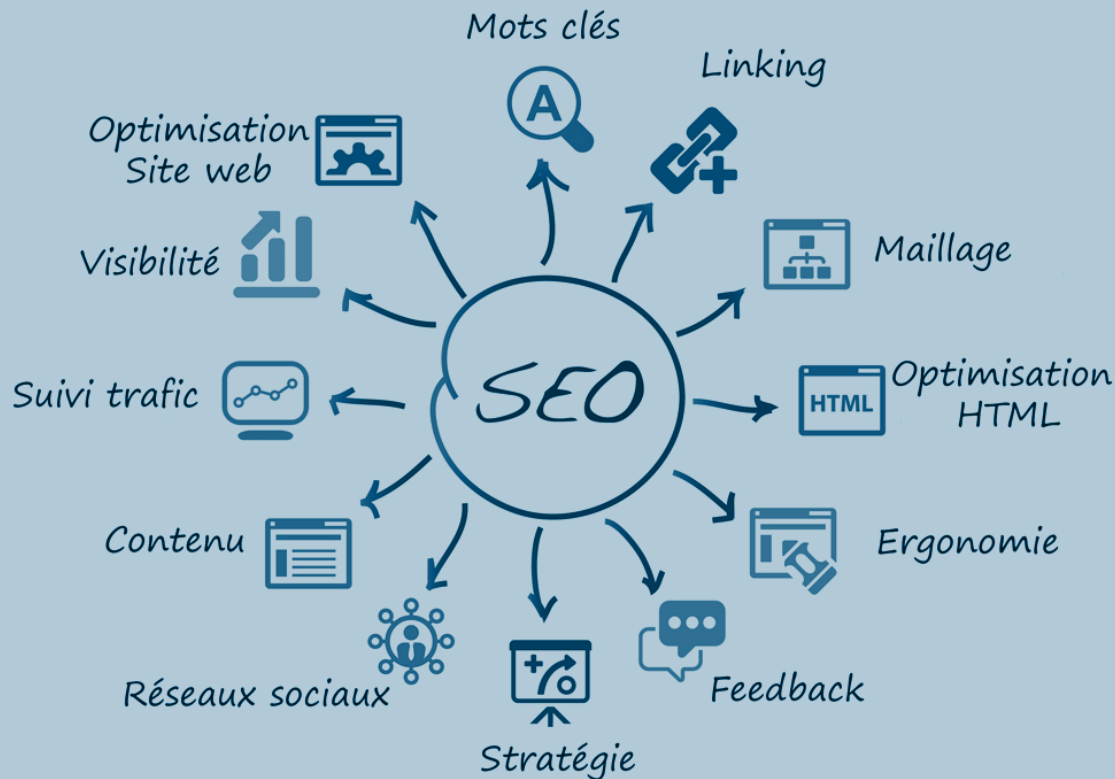 Mots clés
Linking
Optimisation
Site web
A
Visibilité
Maillage
Suivi trafic
SEO
HTML
Optimisation
HTML
Contenu
Ergonomie
Réseaux sociaux
Feedback
Stratégie